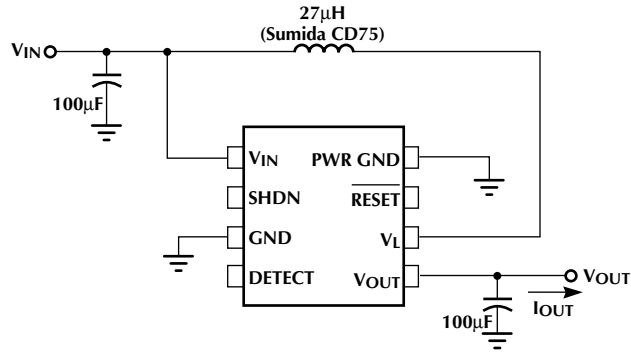 27μH
(Sumida CD75)
VIN
100μF
VIN PWR GND
SHDN RESET
GND VL
DETECT VOUT
VOUT
IOUT
100μF